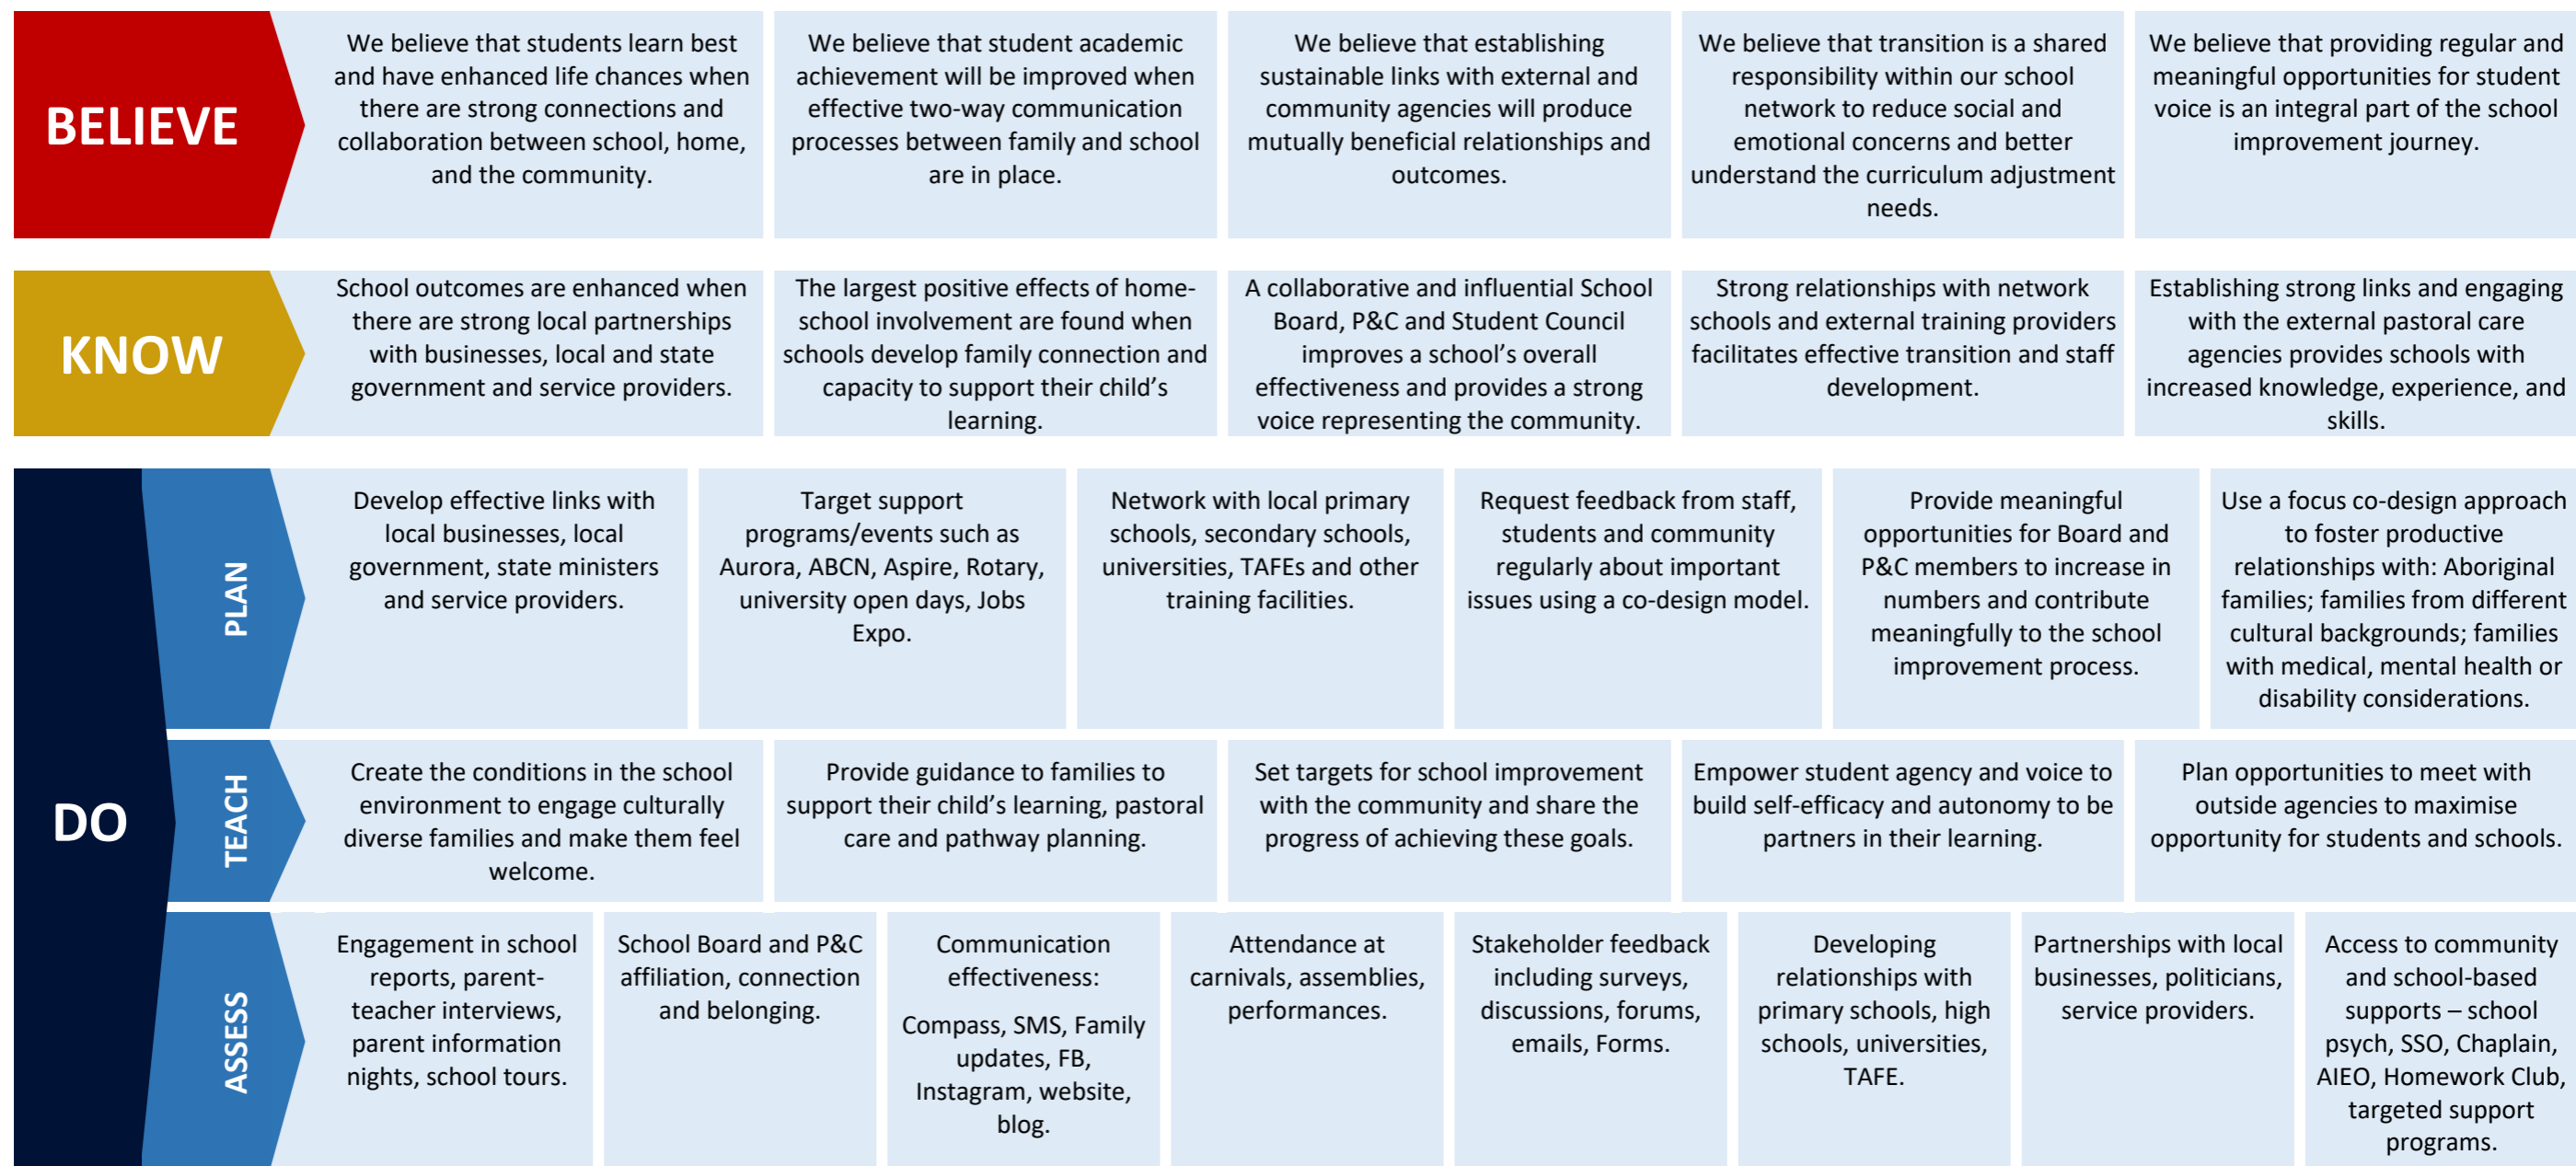 BELIEVE
We believe that students learn best
and have enhanced life chances when
there are strong connections and
collaboration between school, home,
and the community.
We believe that student academic
achievement will be improved when
effective two-way communication
processes between family and school
are in place.
We believe that establishing
sustainable links with external and
community agencies will produce
mutually beneficial relationships and
outcomes.
We believe that transition is a shared
responsibility within our school
network to reduce social and
emotional concerns and better
understand the curriculum adjustment
needs.
We believe that providing regular and
meaningful opportunities for student
voice is an integral part of the school
improvement journey.
KNOW
School outcomes are enhanced when
there are strong local partnerships
with businesses, local and state
government and service providers.
The largest positive effects of home-
school involvement are found when
schools develop family connection and
capacity to support their child’s
learning.
A collaborative and influential School
Board, P&C and Student Council
improves a school’s overall
effectiveness and provides a strong
voice representing the community.
Strong relationships with network
schools and external training providers
facilitates effective transition and staff
development.
Establishing strong links and engaging
with the external pastoral care
agencies provides schools with
increased knowledge, experience, and
skills.
DO
PLAN
Develop effective links with
local businesses, local
government, state ministers
and service providers.
Target support
programs/events such as
Aurora, ABCN, Aspire, Rotary,
university open days, Jobs
Expo.
Network with local primary
schools, secondary schools,
universities, TAFEs and other
training facilities.
Request feedback from staff,
students and community
regularly about important
issues using a co-design model.
Provide meaningful
opportunities for Board and
P&C members to increase in
numbers and contribute
meaningfully to the school
improvement process.
Use a focus co-design approach
to foster productive
relationships with: Aboriginal
families; families from different
cultural backgrounds; families
with medical, mental health or
disability considerations.
TEACH
Create the conditions in the school
environment to engage culturally
diverse families and make them feel
welcome.
Provide guidance to families to
support their child’s learning, pastoral
care and pathway planning.
Set targets for school improvement
with the community and share the
progress of achieving these goals.
Empower student agency and voice to
build self-efficacy and autonomy to be
partners in their learning.
Plan opportunities to meet with
outside agencies to maximise
opportunity for students and schools.
ASSESS
Engagement in school
reports, parent-
teacher interviews,
parent information
nights, school tours.
School Board and P&C
affiliation, connection
and belonging.
Communication
effectiveness:
Compass, SMS, Family
updates, FB,
Instagram, website,
blog.
Attendance at
carnivals, assemblies,
performances.
Stakeholder feedback
including surveys,
discussions, forums,
emails, Forms.
Developing
relationships with
primary schools, high
schools, universities,
TAFE.
Partnerships with local
businesses, politicians,
service providers.
Access to community
and school-based
supports – school
psych, SSO, Chaplain,
AIEO, Homework Club,
targeted support
programs.